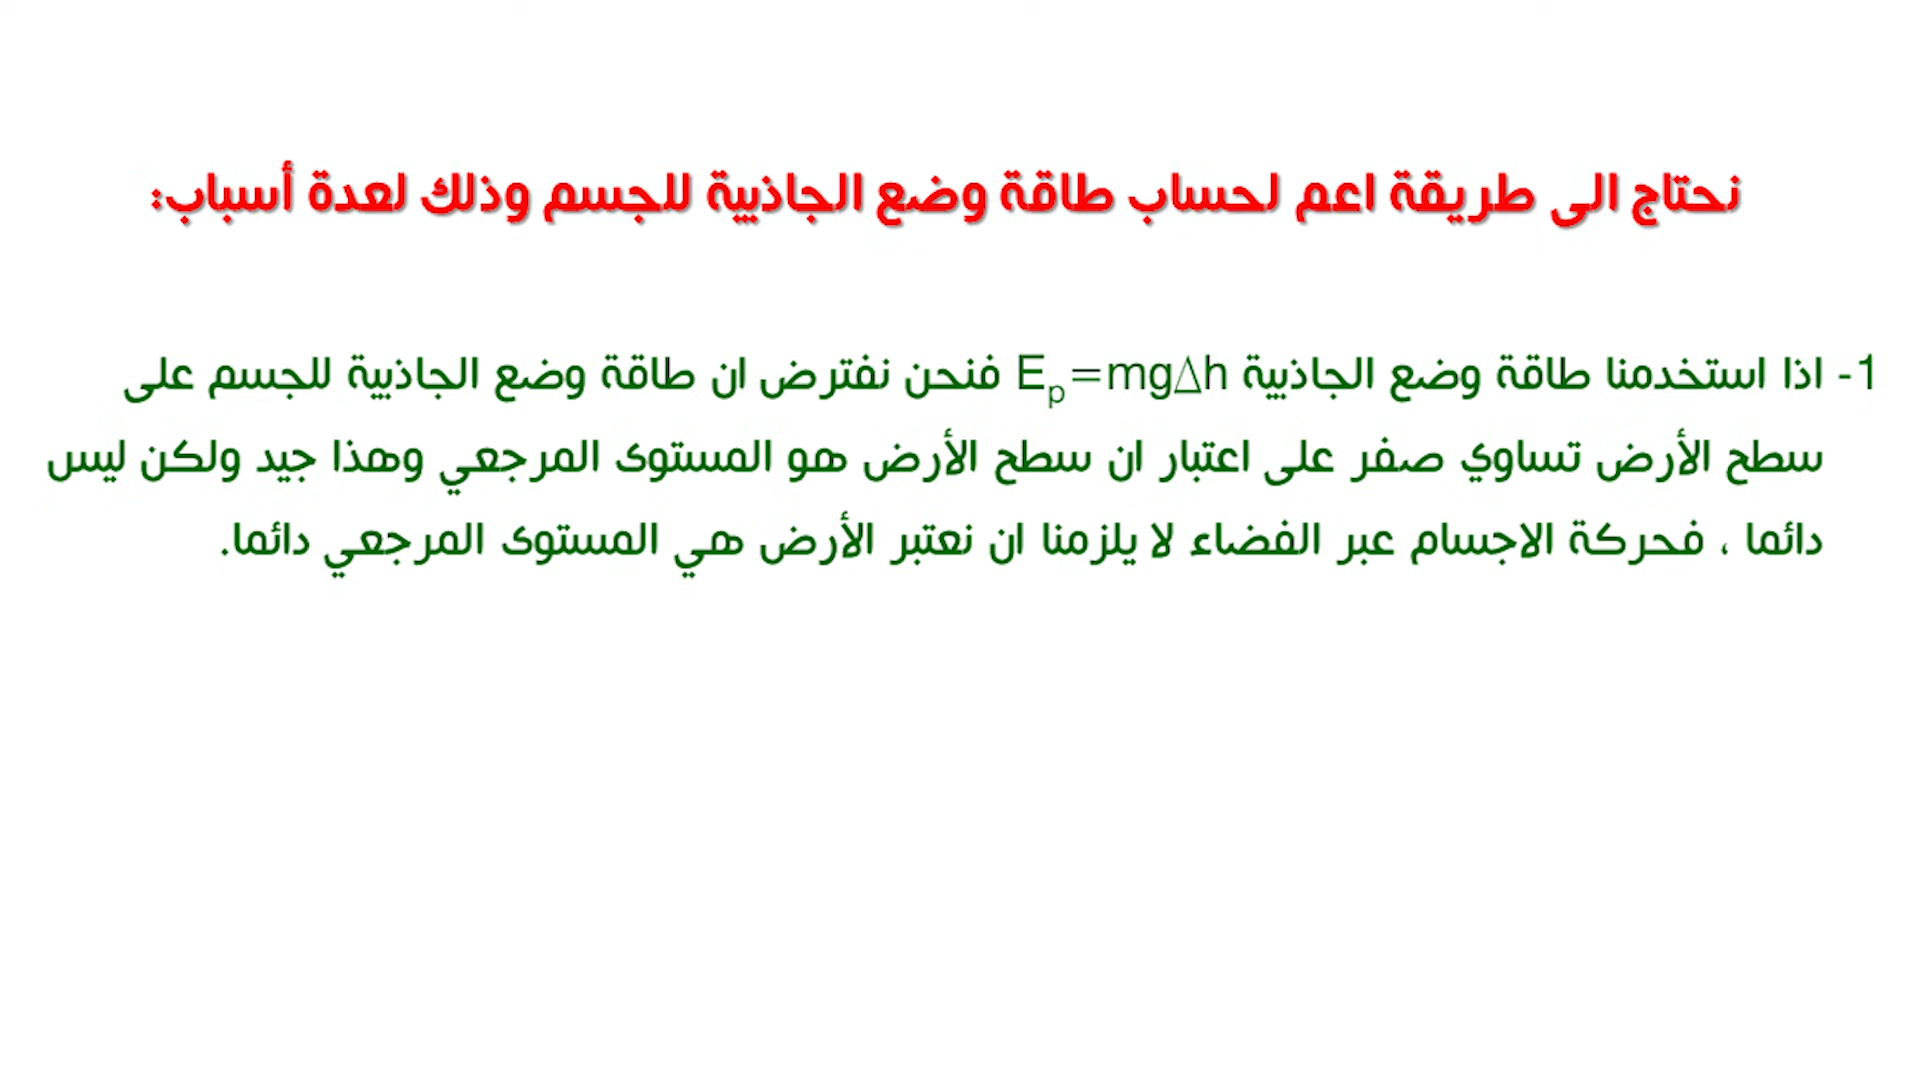 نحتاج الى طريقة اعم لحساب طاقة وضع الجاذبية للجسم وذلك لعدة أسباب:
1- اذا استخدمنا طاقة وضع الجاذبية Ep=mg∆h فنحن نفترض ان طاقة وضع الجاذبية للجسم على
سطح الأرض تساوي صفر على اعتبار ان سطح الأرض هو المستوى المرجعي وهذا جيد ولكن ليس
دائما ، فحركة الاجسام عبر الفضاء لا يلزمنا ان نعتبر الأرض هي المستوى المرجعي دائما.